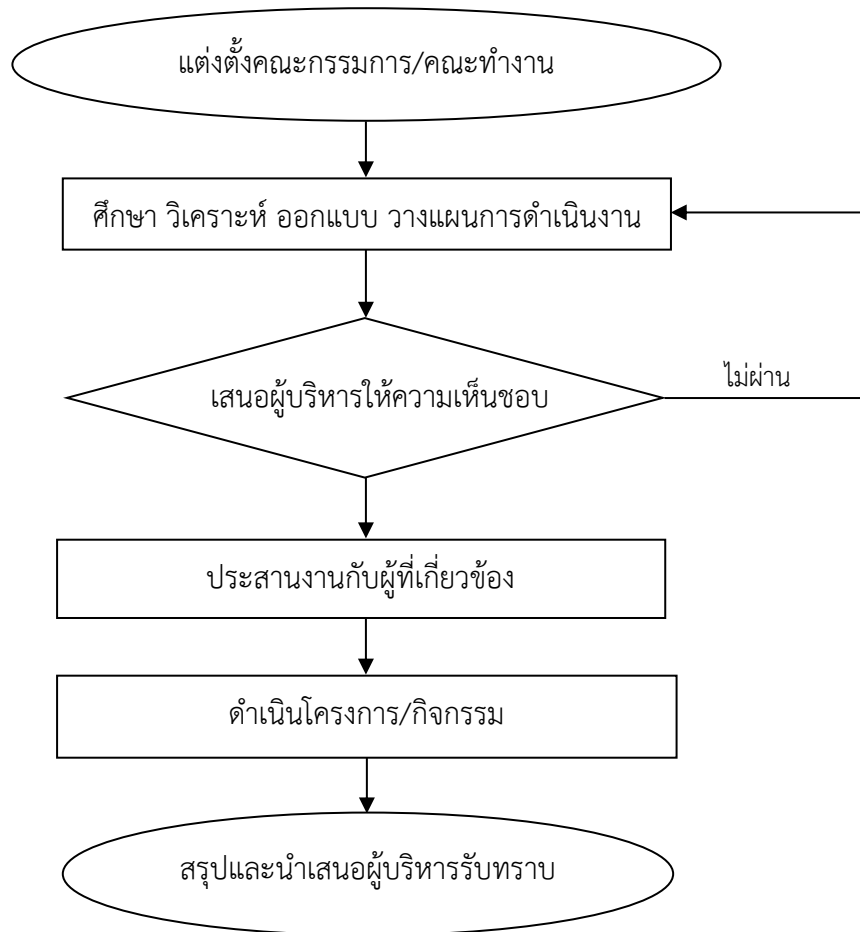 แต่งตั้งคณะกรรมการ/คณะทำงาน
ศึกษา วิเคราะห์ ออกแบบ วางแผนการดำเนินงาน
เสนอผู้บริหารให้ความเห็นชอบ
ไม่ผ่าน
ประสานงานกับผู้ที่เกี่ยวข้อง
ดำเนินโครงการ/กิจกรรม
สรุปและนำเสนอผู้บริหารรับทราบ